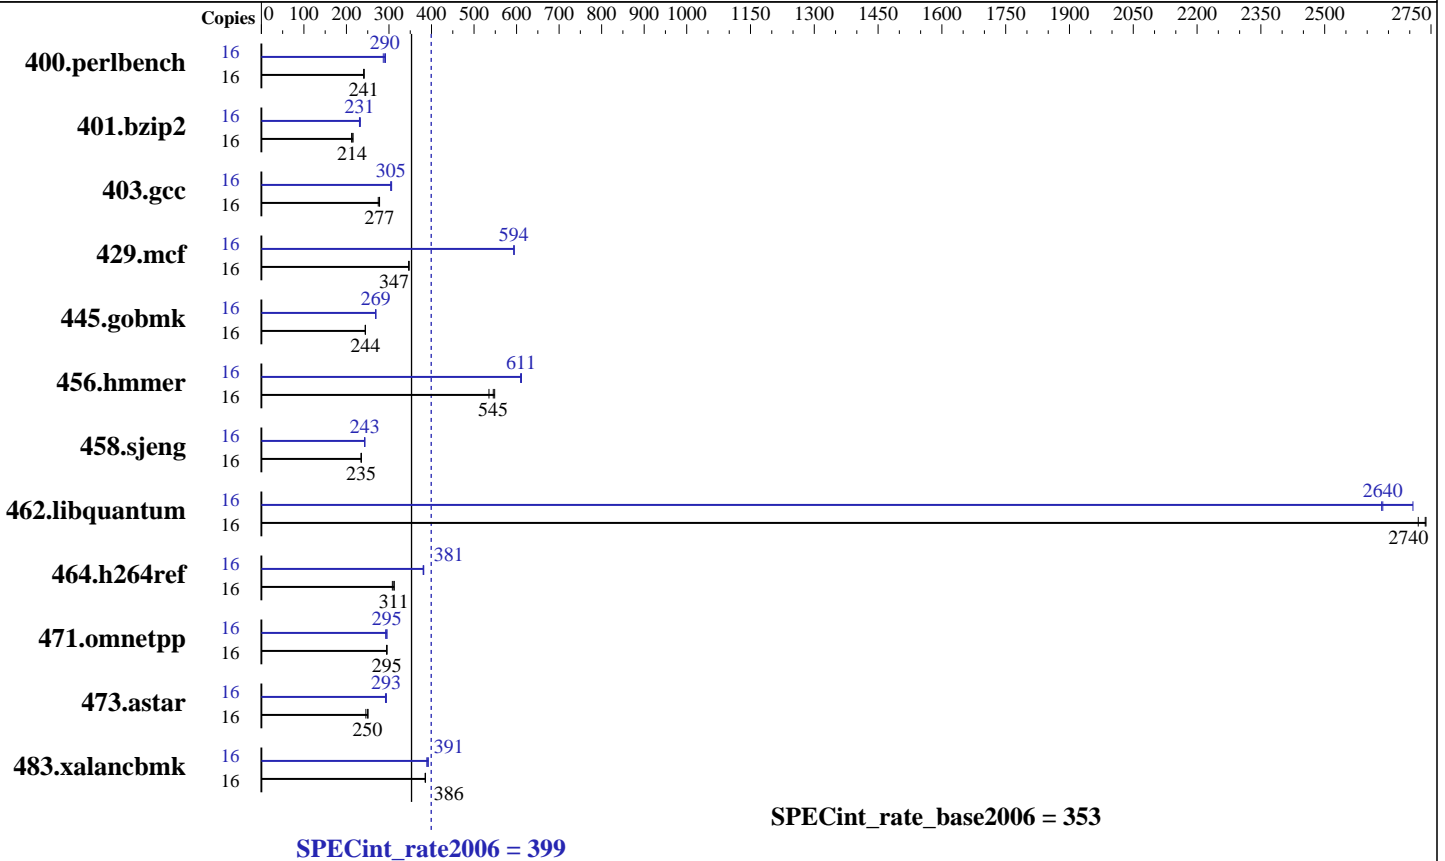 Copies 0 100 200 300 400 500 600 700 800 900 1000 1150 1300 1450 1600 1750 1900 2050 2200 2350 2500 2750
400.perlbench
16 290
16 241
401.bzip2
16 231
16 214
403.gcc
16 305
16 277
429.mcf
16 594
16 347
445.gobmk
16 269
16 244
456.hmmer
16 611
16 545
458.sjeng
16 243
16 235
462.libquantum
16 2640
16 2740
464.h264ref
16 381
16 311
471.omnetpp
16 295
16 295
473.astar
16 293
16 250
483.xalancbmk
16 391
16 386
SPECint_rate_base2006 = 353
SPECint_rate2006 = 399